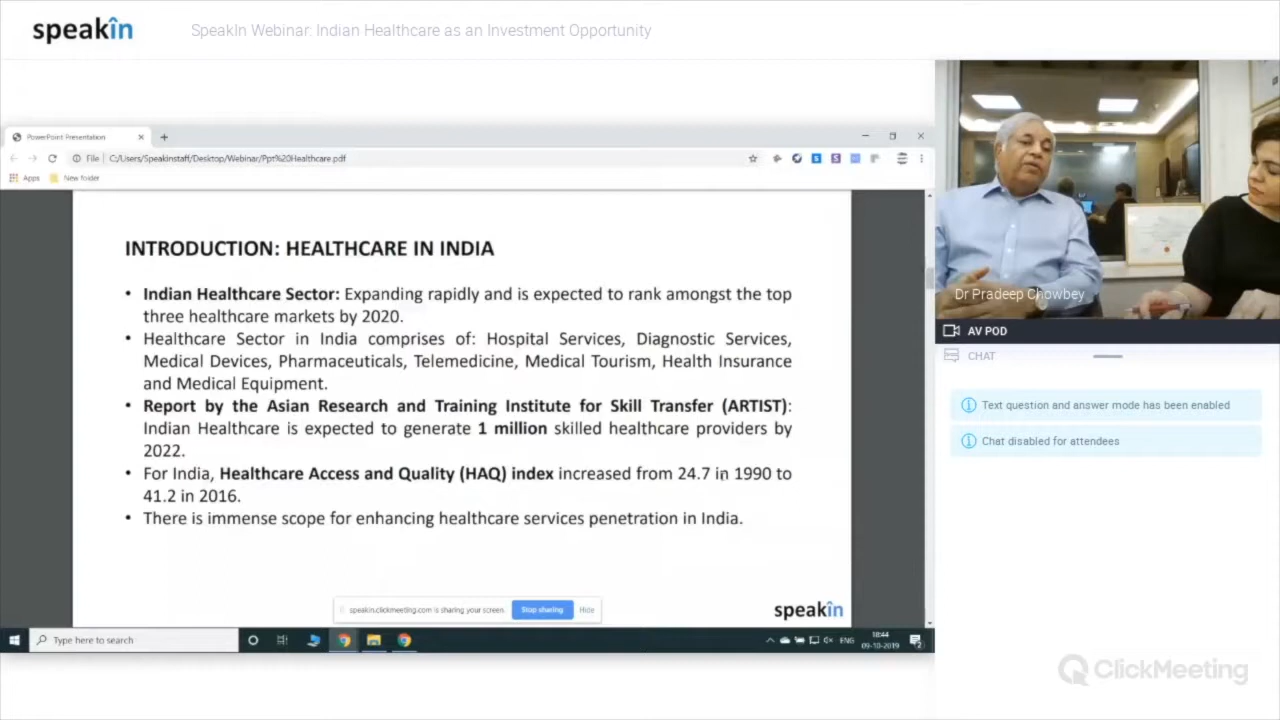 speakîn
SpeakIn Webinar: Indian Healthcare as an Investment Opportunity
PowerPoint Presentation
File
C:/Users/Speakinstaff/Desktop/Webinar/Ppt%20Healthcare.pdf
Apps
New folder
INTRODUCTION: HEALTHCARE IN INDIA
• Indian Healthcare Sector: Expanding rapidly and is expected to rank amongst the top
three healthcare markets by 2020.
• Healthcare Sector in India comprises of: Hospital Services, Diagnostic Services,
Medical Devices, Pharmaceuticals, Telemedicine, Medical Tourism, Health Insurance
and Medical Equipment.
• Report by the Asian Research and Training Institute for Skill Transfer (ARTIST):
Indian Healthcare is expected to generate 1 million skilled healthcare providers by
2022.
• For India, Healthcare Access and Quality (HAQ) index increased from 24.7 in 1990 to
41.2 in 2016.
• There is immense scope for enhancing healthcare services penetration in India.
speakin.clickmeeting.com is sharing your screen.
Stop sharing
Hide
speakîn
Type here to search
ENG
18:44
09-10-2019
Dr Pradeep Chowbey
AV POD
CHAT
Text question and answer mode has been enabled
Chat disabled for attendees
ClickMeeting